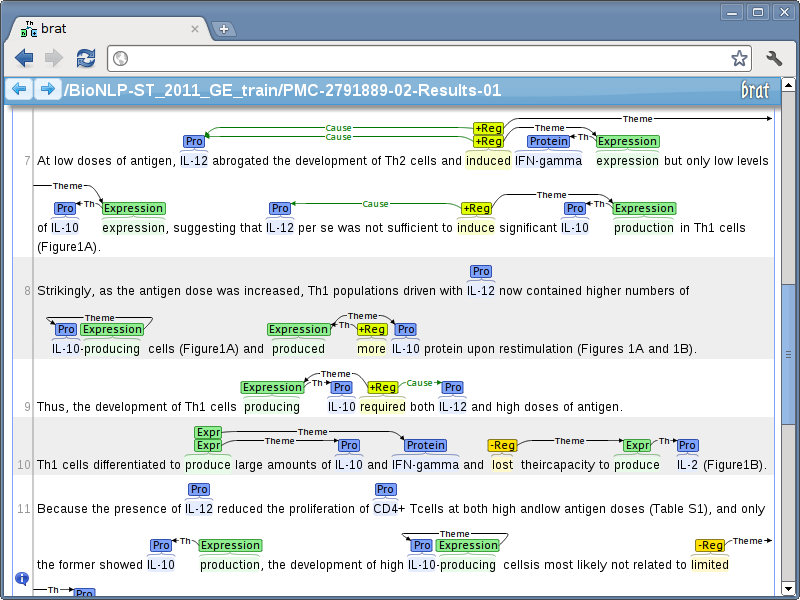 brat
/BioNLP-ST_2011_GE_train/PMC-2791889-02-Results-01
brat
Theme
Cause +Reg
Pro Cause +Reg Theme Protein Th Expression
7 At low doses of antigen, IL-12 abrogated the development of Th2 cells and induced IFN-gamma expression but only low levels
Theme Theme
Pro Th Expression Pro Cause +Reg Pro Th Expression
of IL-10 expression, suggesting that IL-12 per se was not sufficient to induce significant IL-10 production in Th1 cells
(Figure1A).
Pro
8 Strikingly, as the antigen dose was increased, Th1 populations driven with IL-12 now contained higher numbers of
Theme Theme
Pro Expression Expression Th +Reg Pro
IL-10-producing cells (Figure1A) and produced more IL-10 protein upon restimulation (Figures 1A and 1B).
Theme
Expression Th Pro +Reg Cause Pro
9 Thus, the development of Th1 cells producing IL-10 required both IL-12 and high doses of antigen.
Expr Theme
Expr Theme Pro Protein -Reg Theme Expr Th Pro
10 Th1 cells differentiated to produce large amounts of IL-10 and IFN-gamma and lost theircapacity to produce IL-2 (Figure1B).
Pro Pro
11 Because the presence of IL-12 reduced the proliferation of CD4+ Tcells at both high andlow antigen doses (Table S1), and only
Theme
Pro Th Expression Pro Expression -Reg Theme
the former showed IL-10 production, the development of high IL-10-producing cellsis most likely not related to limited
Th Pro